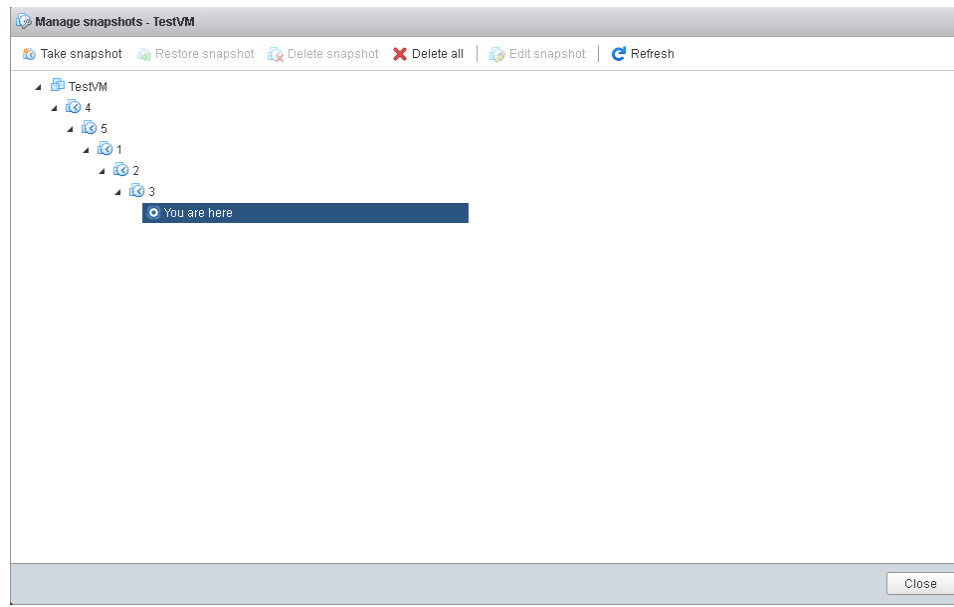 Manage snapshots - TestVM
Take snapshot Restore snapshot Delete snapshot Delete all Edit snapshot Refresh
TestVM
4
5
1
2
3
You are here
Close